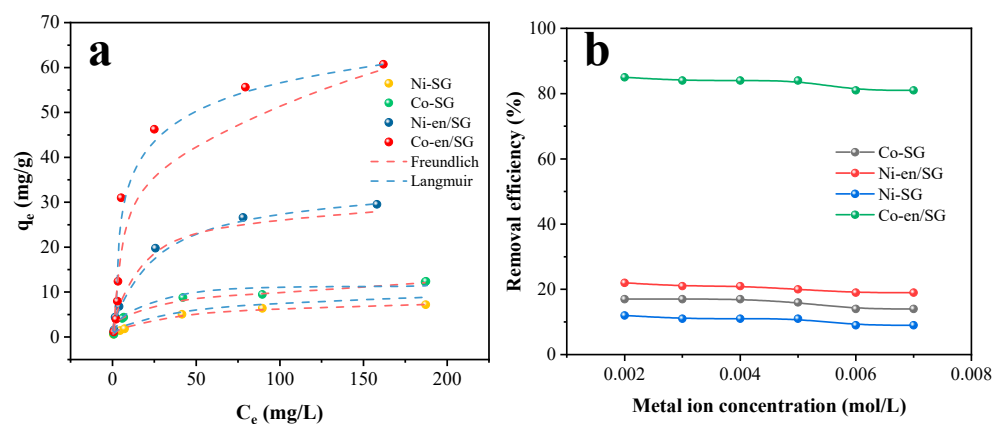 a
70
60
50
40
30
20
10
0
qe (mg/g)
0 50 100 150 200
Ce (mg/L)
Ni-SG
Co-SG
Ni-en/SG
Co-en/SG
Freundlich
Langmuir
b
100
80
60
40
20
0
Removal efficiency (%)
0.002 0.004 0.006 0.008
Metal ion concentration (mol/L)
Co-SG
Ni-en/SG
Ni-SG
Co-en/SG